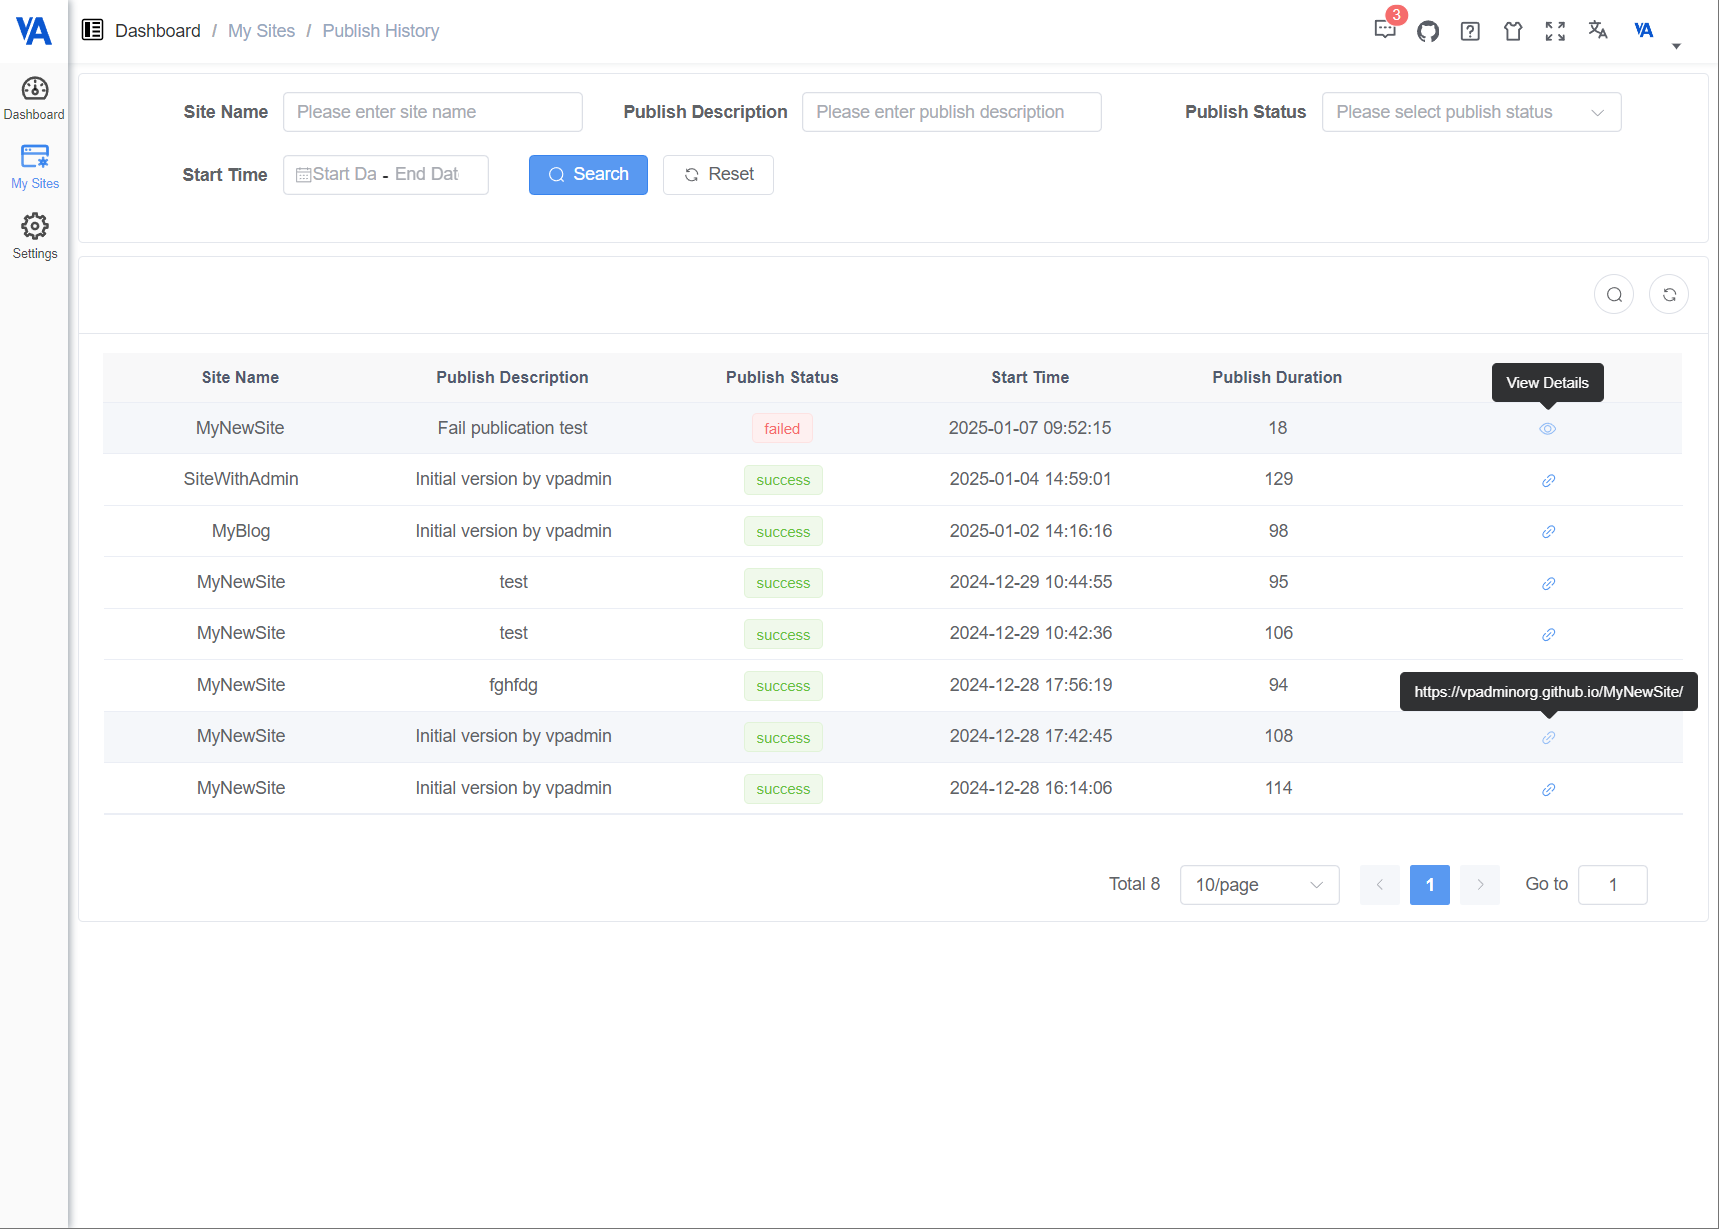 VA
Dashboard / My Sites / Publish History
3
VA
Dashboard
My Sites
Settings
Site Name Please enter site name Publish Description Please enter publish description Publish Status Please select publish status
Start Time Start Da - End Dat Search Reset
Site Name Publish Description Publish Status Start Time Publish Duration
View Details
MyNewSite Fail publication test failed 2025-01-07 09:52:15 18
SiteWithAdmin Initial version by vpadmin success 2025-01-04 14:59:01 129
MyBlog Initial version by vpadmin success 2025-01-02 14:16:16 98
MyNewSite test success 2024-12-29 10:44:55 95
MyNewSite test success 2024-12-29 10:42:36 106
MyNewSite fghfdg success 2024-12-28 17:56:19 94
https://vpadminorg.github.io/MyNewSite/
MyNewSite Initial version by vpadmin success 2024-12-28 17:42:45 108
MyNewSite Initial version by vpadmin success 2024-12-28 16:14:06 114
Total 8 10/page 1 Go to 1